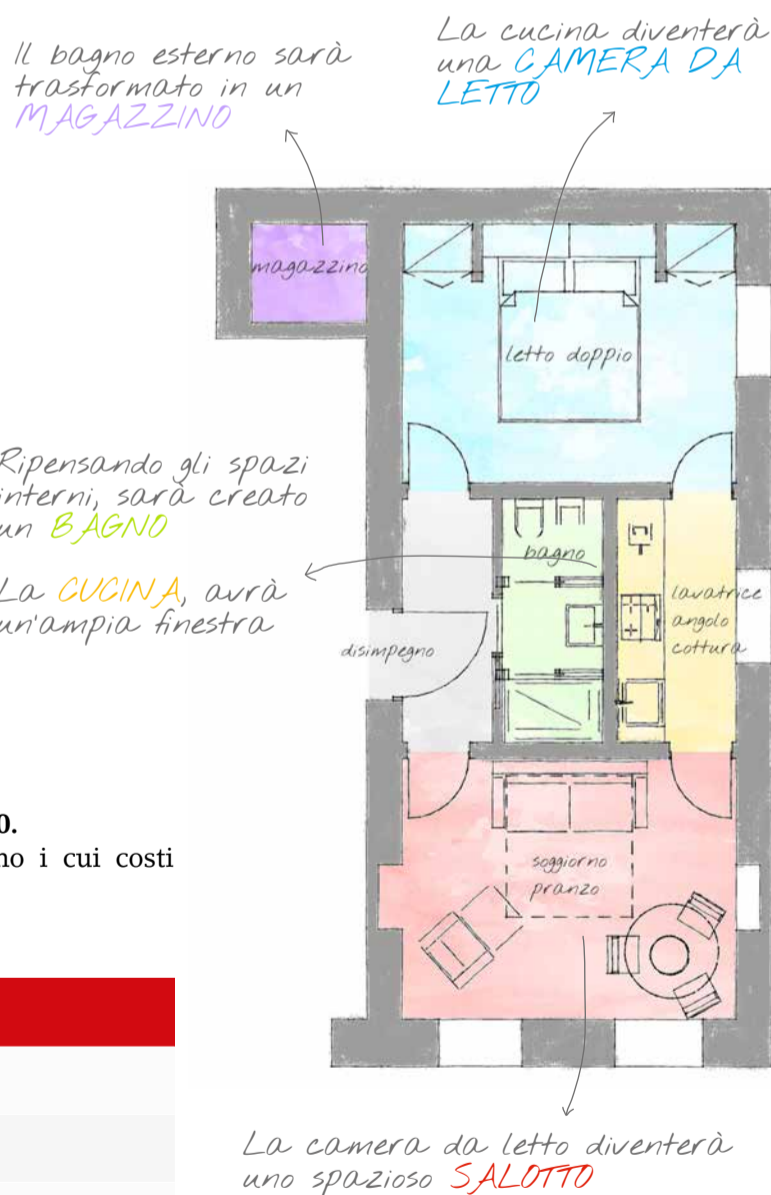 Il bagno esterno sarà
trasformato in un
MAGAZZINO
La cucina diventerà
una CAMERA DA
LETTO
magazzino
letto doppio
Ripensando gli spazi
interni, sarà creato
un BAGNO
La CUCINA, avrà
un'ampia finestra
bagno
lavatrice
angolo
cottura
disimpegno
0.
no i cui costi
soggiorno
pranzo
La camera da letto diventerà
uno spazioso SALOTTO